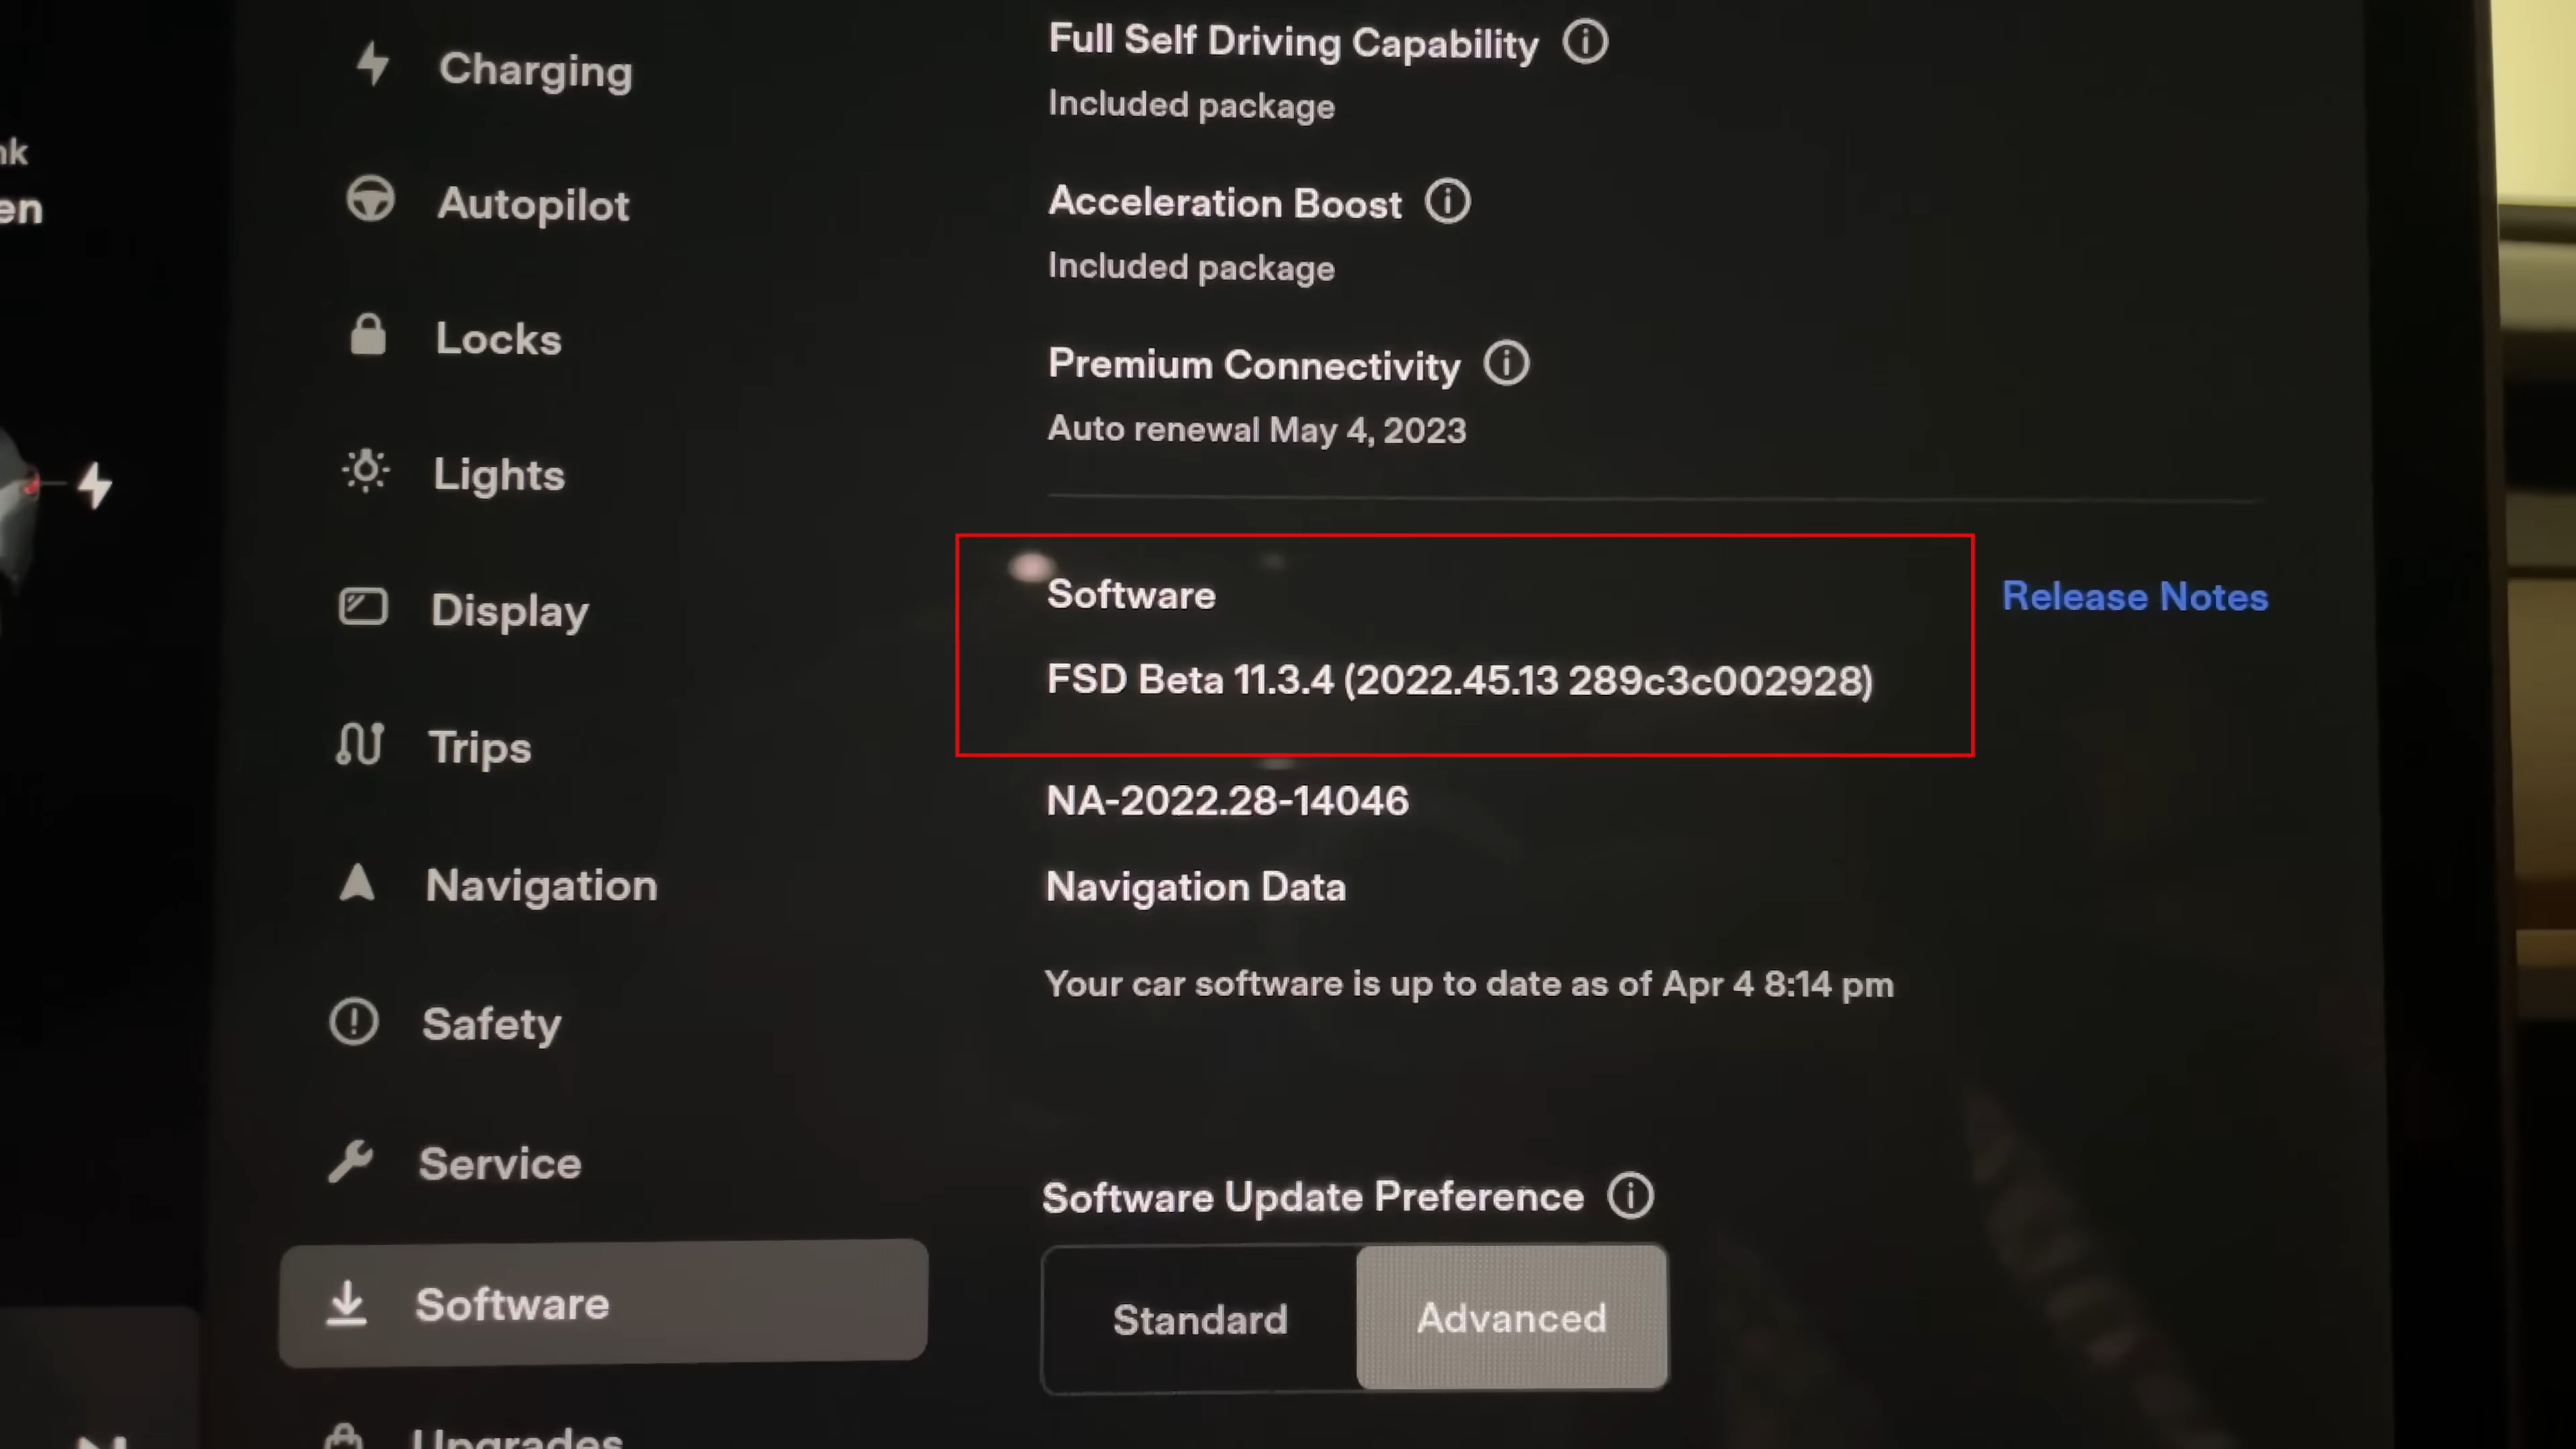 Charging
Autopilot
Locks
Lights
Display
Trips
Navigation
Safety
Service
Software
Upgrades
Full Self Driving Capability
Included package
Acceleration Boost
Included package
Premium Connectivity
Auto renewal May 4, 2023
Software
Release Notes
FSD Beta 11.3.4 (2022.45.13 289c3c002928)
NA-2022.28-14046
Navigation Data
Your car software is up to date as of Apr 4 8:14 pm
Software Update Preference
Standard
Advanced